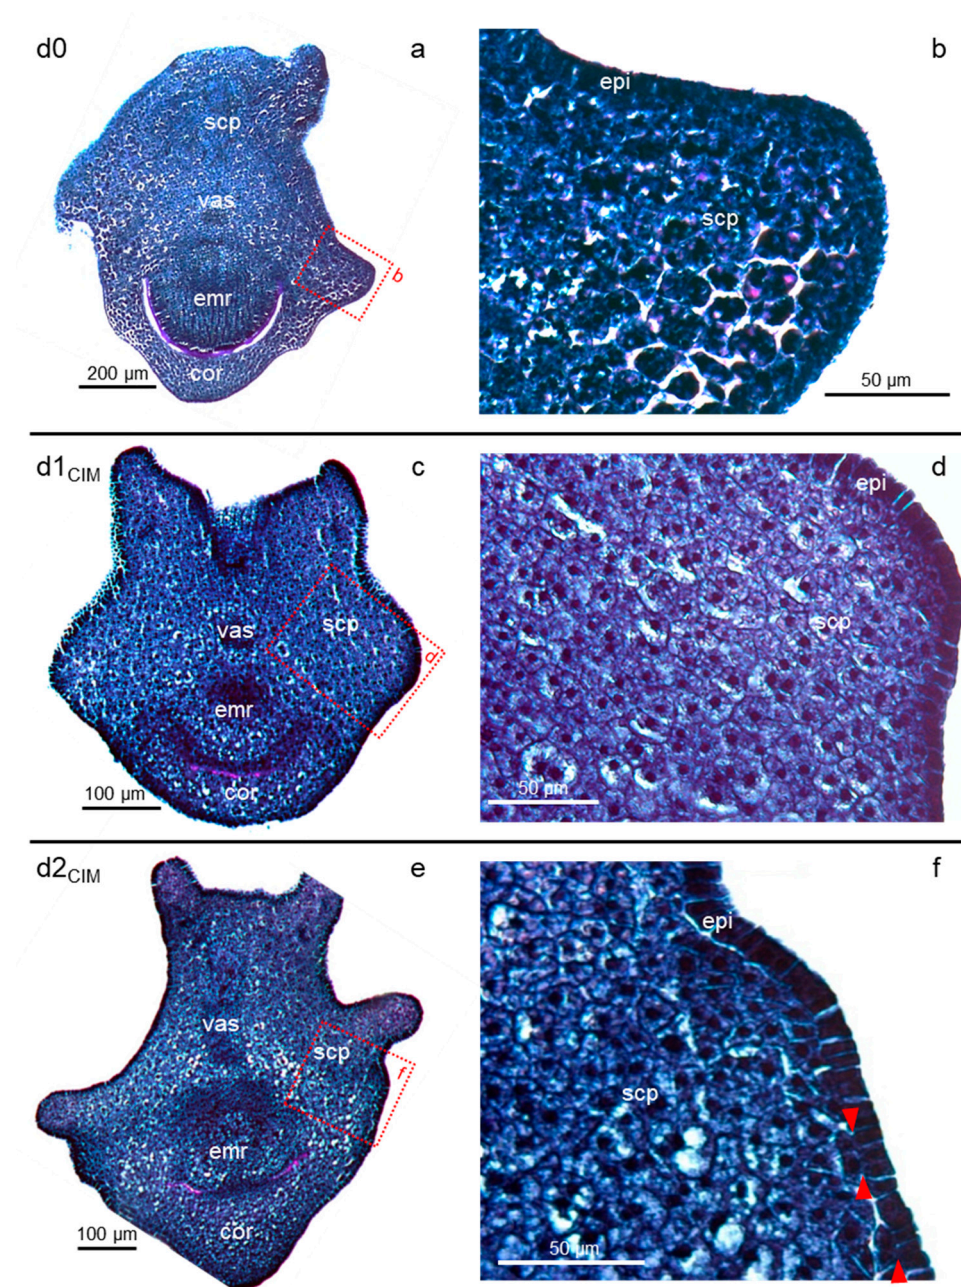 d0
a
scp
vas
emr
cor
b
200 µm
b
epi
scp
50 µm
d1CIM
c
scp
vas
emr
cor
d
100 µm
d
epi
scp
50 µm
d2CIM
e
vas
scp
f
emr
cor
100 µm
f
epi
scp
50 µm